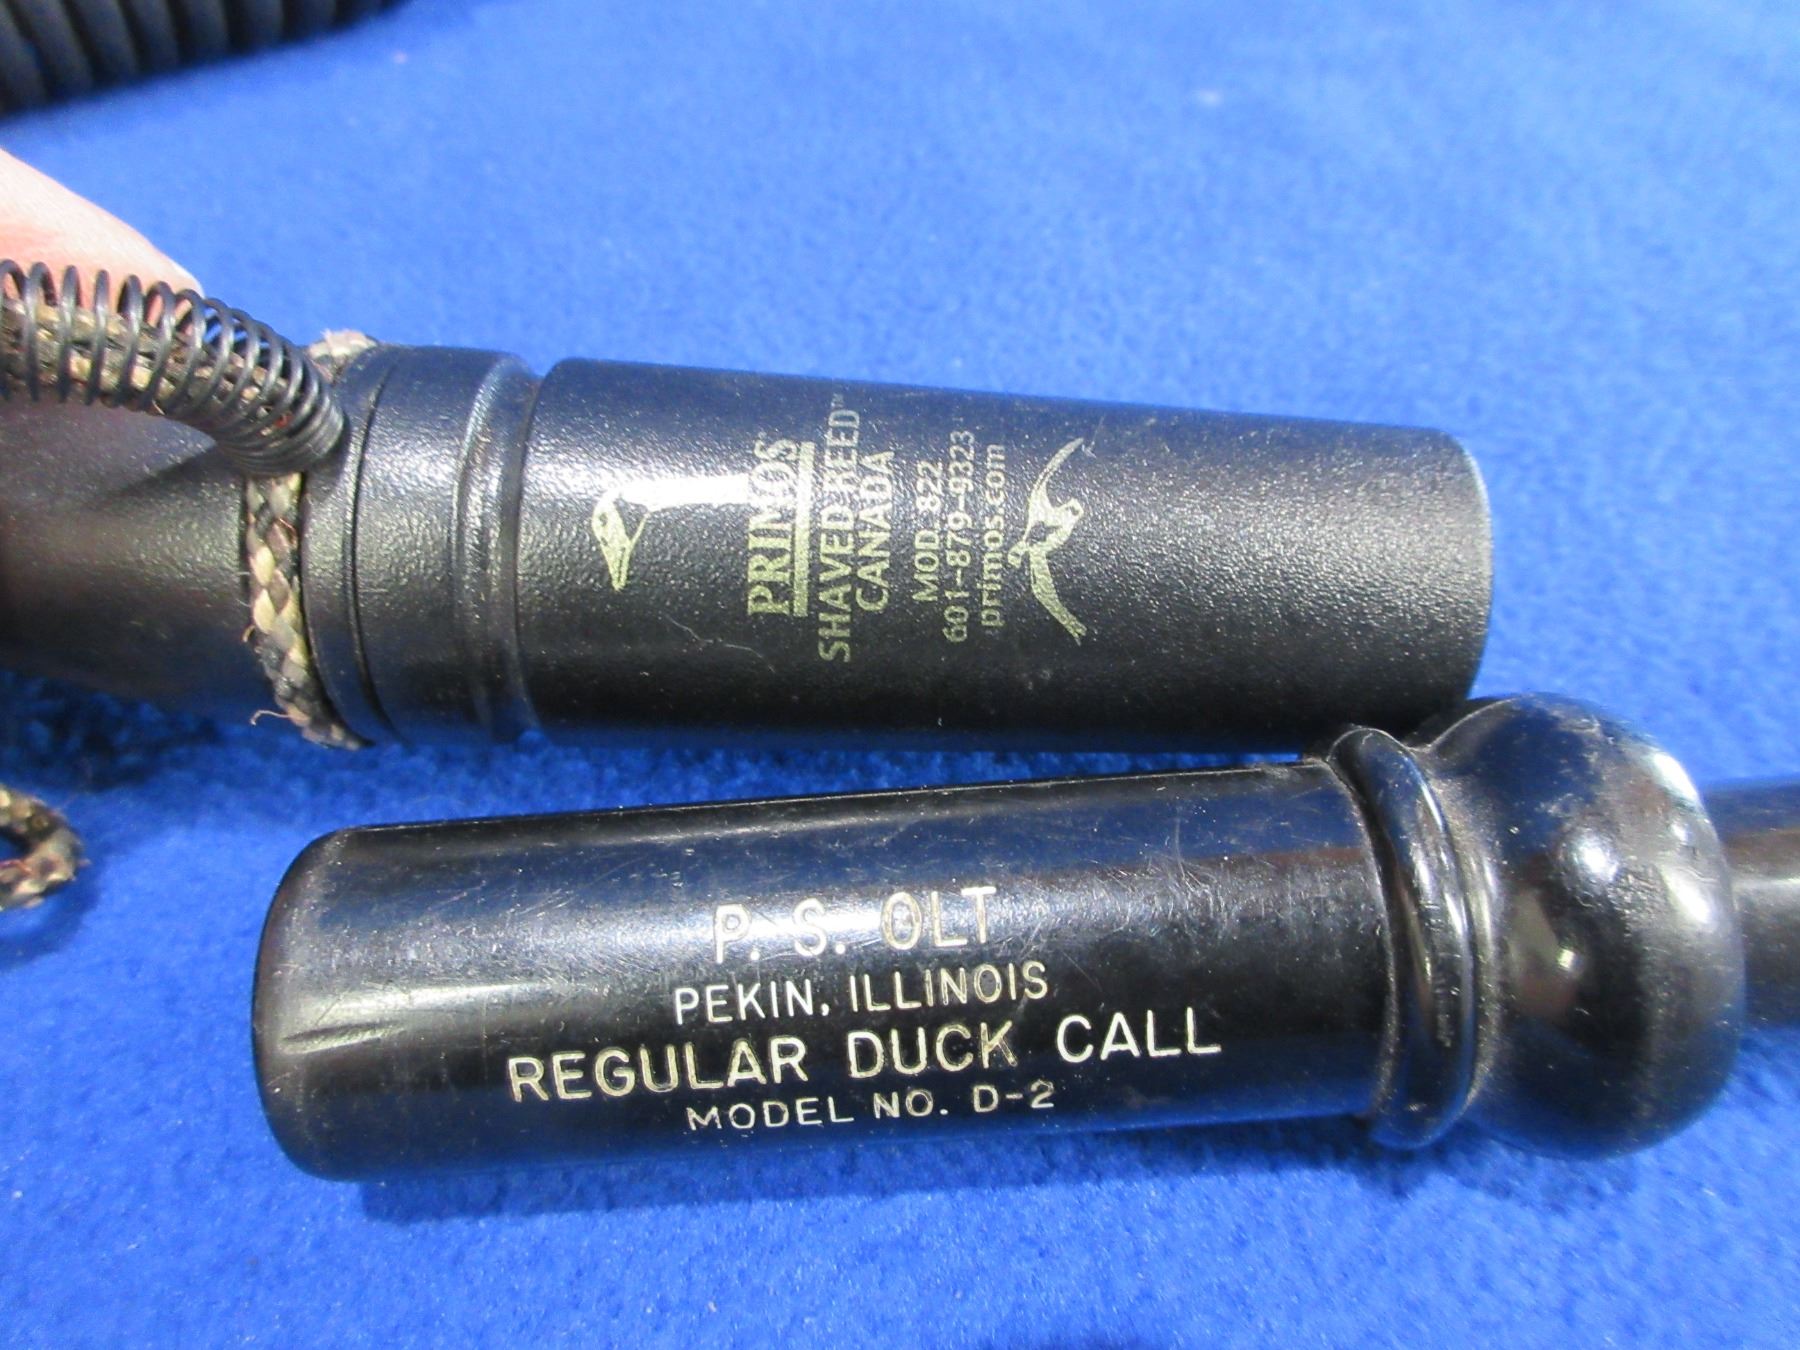 PRIMOS
SHAVED REED™
CANADA
MOD. 822
601-879-9323
primos.com
P. S. OLT
PEKIN, ILLINOIS
REGULAR DUCK CALL
MODEL NO. D-2